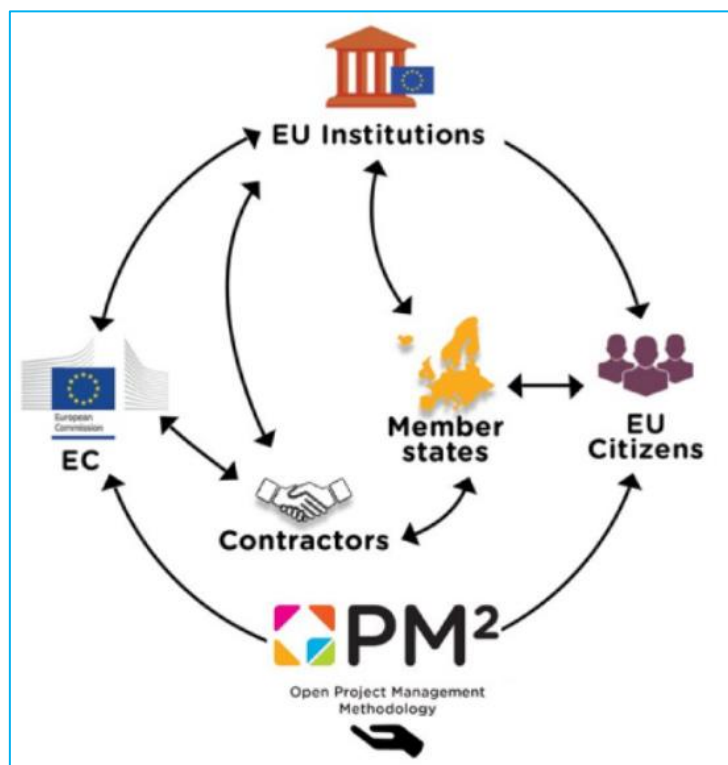 EU Institutions
European
Commission
EC
Member
states
EU
Citizens
Contractors
PM²
Open Project Management
Methodology